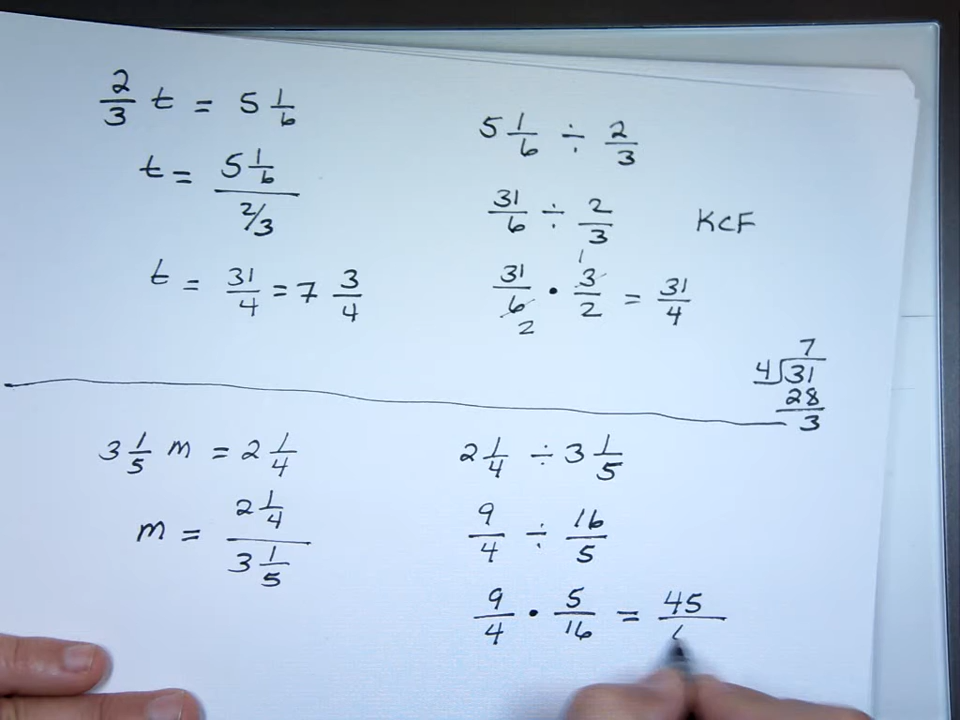 2/3 t = 5 1/6
t = 5 1/6 / 2/3
t = 31/4 = 7 3/4
5 1/6 ÷ 2/3
31/6 ÷ 2/3 KCF
1
31/6 • 3/2 = 31/4
2
7
4 31
28
3
3 1/5 m = 2 1/4
m = 2 1/4 / 3 1/5
2 1/4 ÷ 3 1/5
9/4 ÷ 16/5
9/4 • 5/16 = 45/